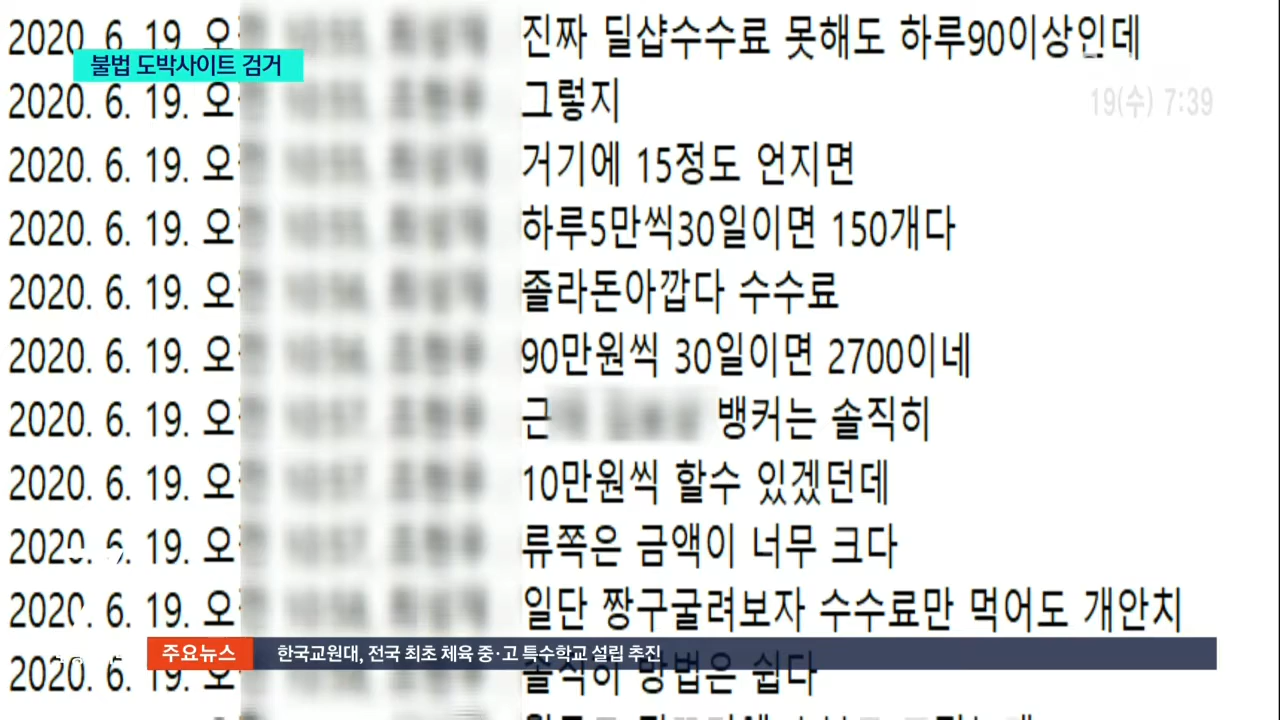 2020. 6. 19. 오 진짜 딜샵수수료 못해도 하루90이상인데
불법 도박사이트 검거
2020. 6. 19. 오 그렇지
19(수) 7:39
2020. 6. 19. 오 거기에 15정도 언지면
2020. 6. 19. 오 하루5만씩30일이면 150개다
2020. 6. 19. 오 졸라돈아깝다 수수료
2020. 6. 19. 오 90만원씩 30일이면 2700이네
2020. 6. 19. 오 근 뱅커는 솔직히
2020. 6. 19. 오 10만원씩 할수 있겠던데
2020. 6. 19. 오 류쪽은 금액이 너무 크다
2020. 6. 19. 오 일단 짱구굴려보자 수수료만 먹어도 개안치
주요뉴스 한국교원대, 전국 최초 체육 중·고 특수학교 설립 추진
2020. 6. 19. 오 솔직히 방법은 쉽다